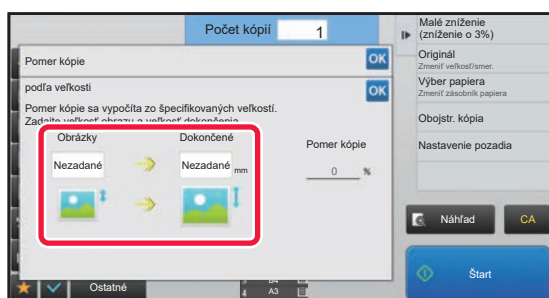 Počet kópií 1
Pomer kópie OK
podľa veľkosti OK
Pomer kópie sa vypočíta zo špecifikovaných veľkostí.
Zadajte veľkosť obrazu a veľkosť dokončenia
Obrázky Dokončené Pomer kópie
Nezadané Nezadané mm 0 %
Ostatné
B4
4 A3
Malé zníženie
(zníženie o 3%)
Originál
Zmeniť veľkosť/smer.
Výber papiera
Zmeniť zásobník papiera
Obojstr. kópia
Nastavenie pozadia
Náhľad CA
Štart